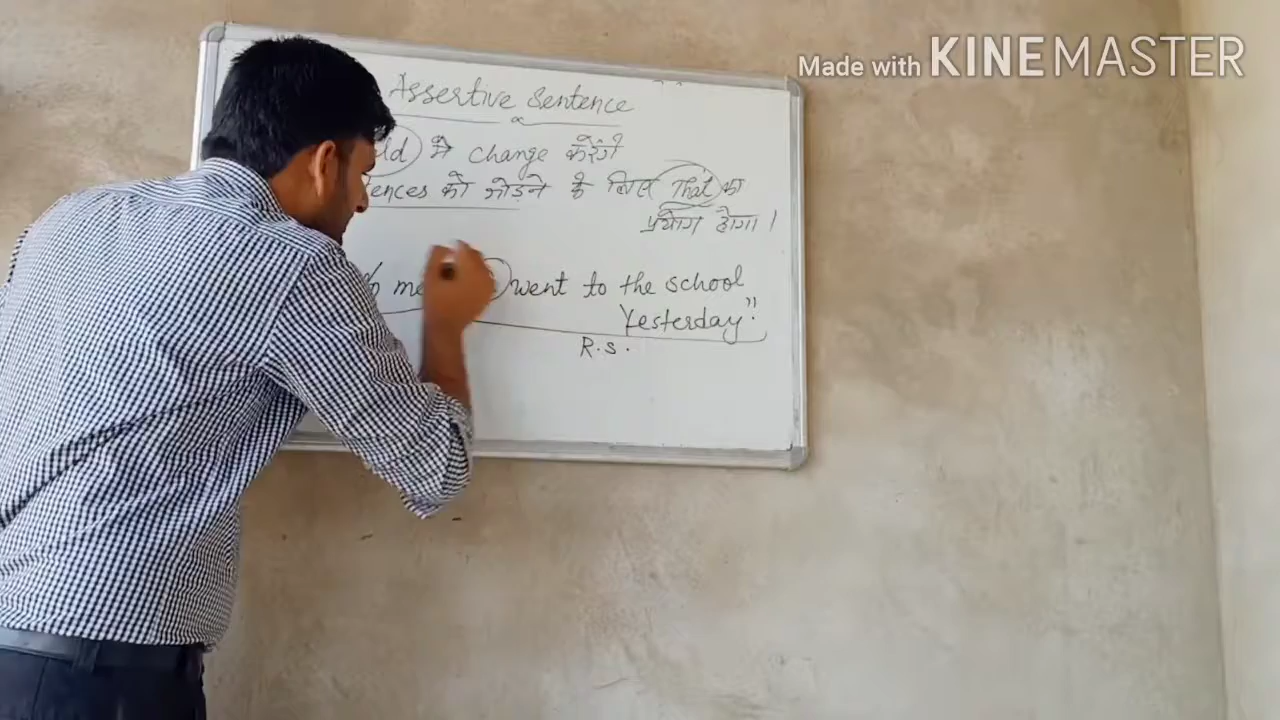 Made with KINEMASTER
Assertive Sentence
में change करेंगे
को जोड़ने के लिए That का
प्रयोग होगा।
went to the school
Yesterday".
R.S.